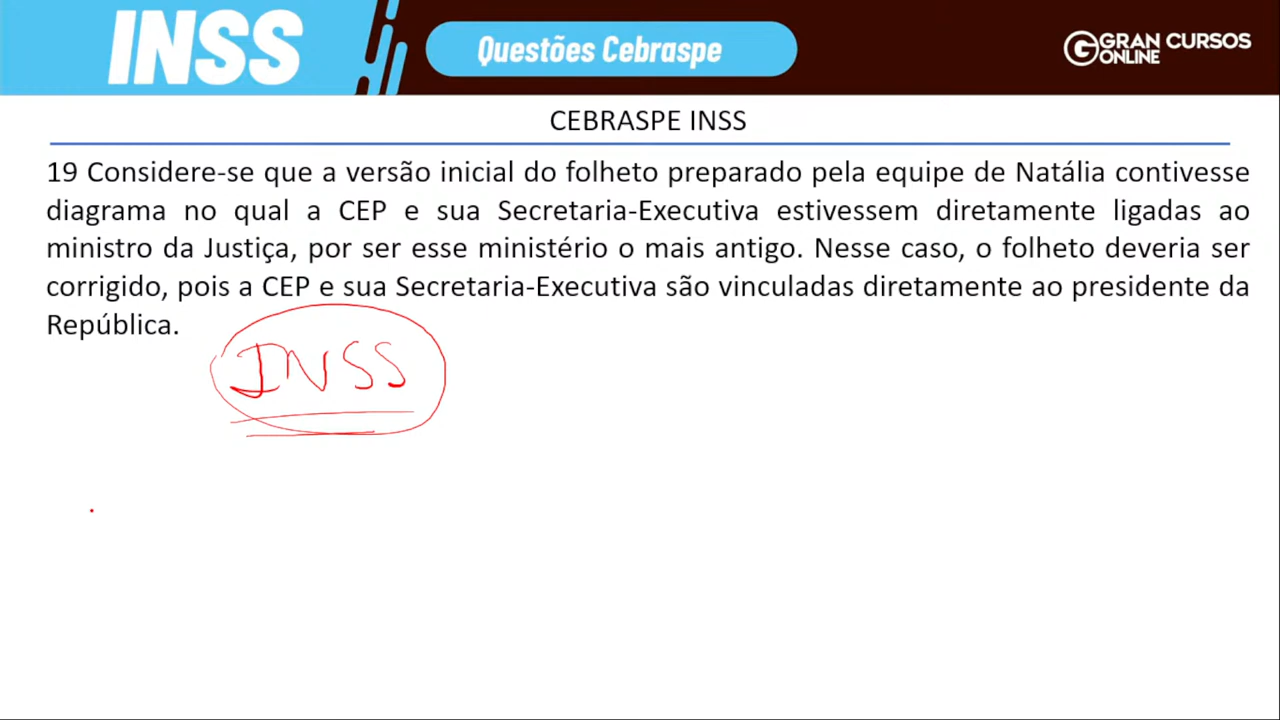 INSS
Questões Cebraspe
GRAN CURSOS
ONLINE
CEBRASPE INSS
19 Considere-se que a versão inicial do folheto preparado pela equipe de Natália contivesse
diagrama no qual a CEP e sua Secretaria-Executiva estivessem diretamente ligadas ao
ministro da Justiça, por ser esse ministério o mais antigo. Nesse caso, o folheto deveria ser
corrigido, pois a CEP e sua Secretaria-Executiva são vinculadas diretamente ao presidente da
República.
INSS